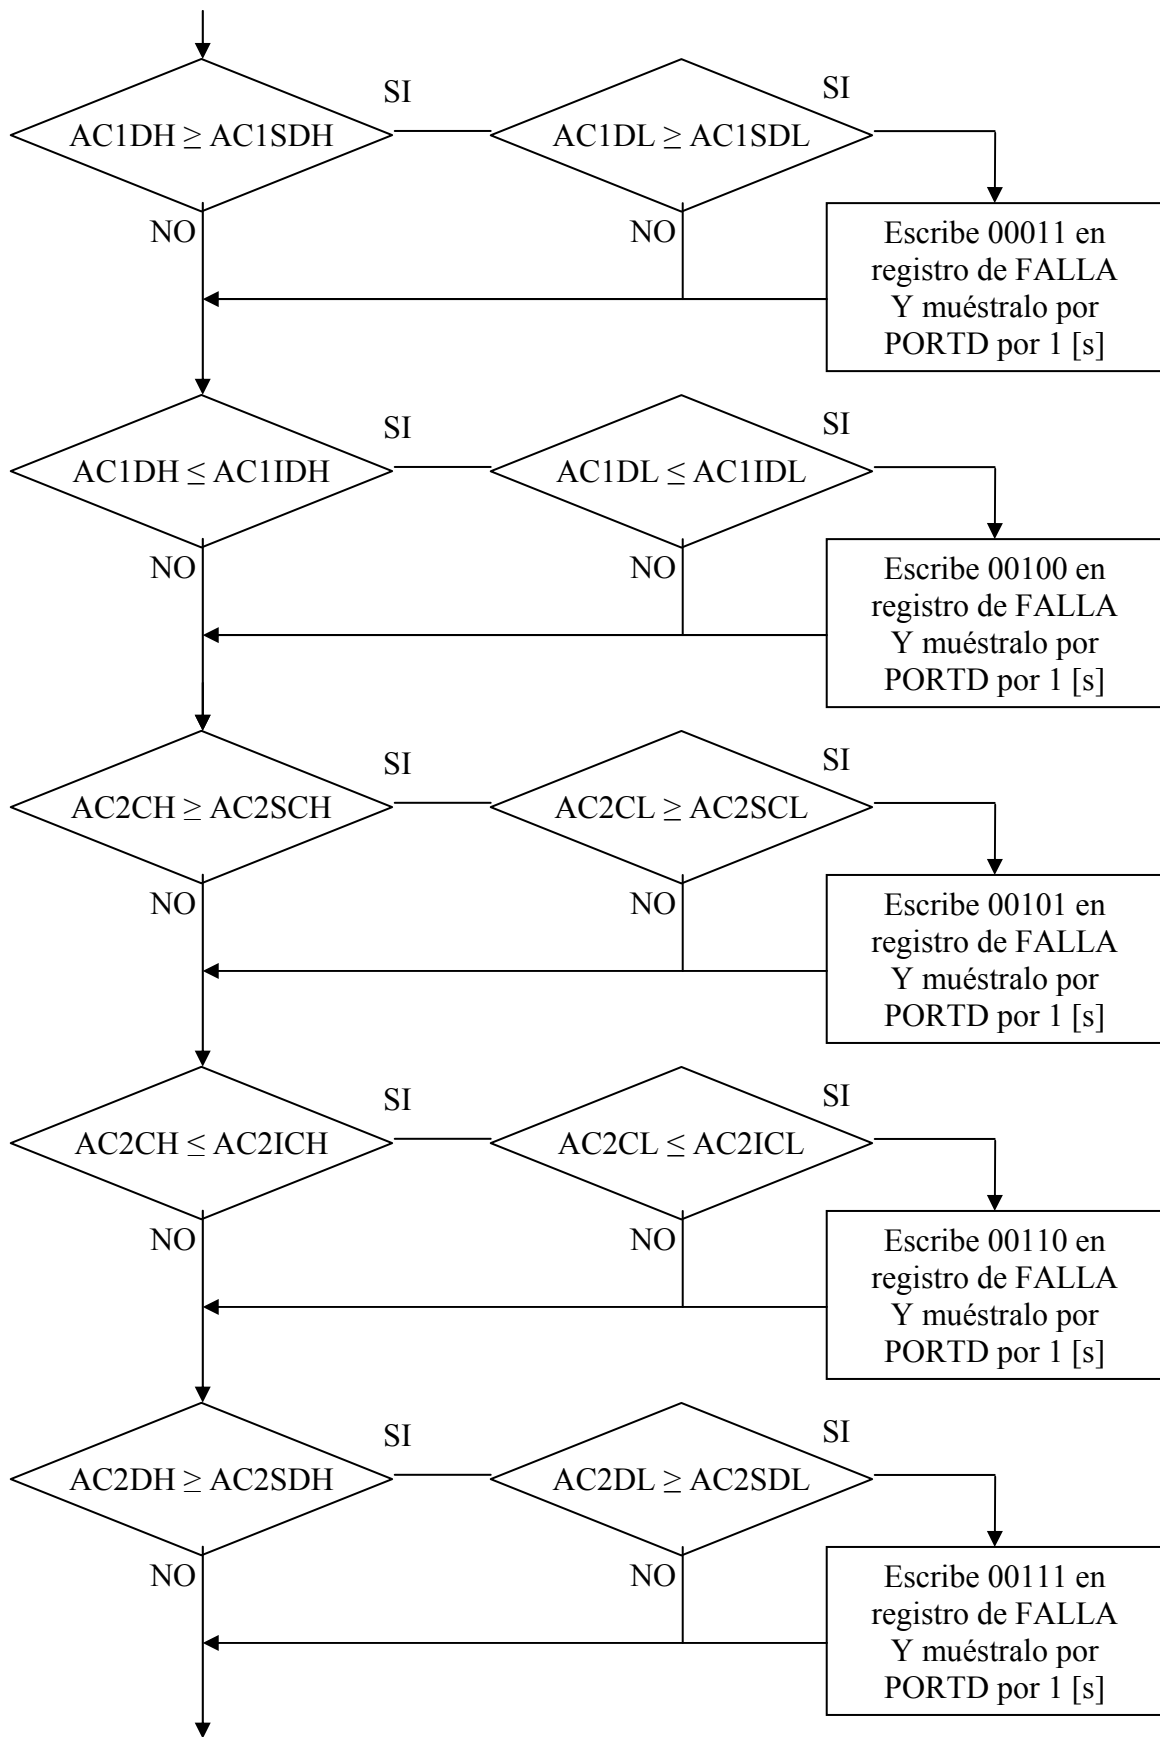 SI
SI
AC1DH ≥ AC1SDH
AC1DL ≥ AC1SDL
NO
NO
Escribe 00011 en
registro de FALLA
Y muéstralo por
PORTD por 1 [s]
SI
SI
AC1DH ≤ AC1IDH
AC1DL ≤ AC1IDL
NO
NO
Escribe 00100 en
registro de FALLA
Y muéstralo por
PORTD por 1 [s]
SI
SI
AC2CH ≥ AC2SCH
AC2CL ≥ AC2SCL
NO
NO
Escribe 00101 en
registro de FALLA
Y muéstralo por
PORTD por 1 [s]
SI
SI
AC2CH ≤ AC2ICH
AC2CL ≤ AC2ICL
NO
NO
Escribe 00110 en
registro de FALLA
Y muéstralo por
PORTD por 1 [s]
SI
SI
AC2DH ≥ AC2SDH
AC2DL ≥ AC2SDL
NO
NO
Escribe 00111 en
registro de FALLA
Y muéstralo por
PORTD por 1 [s]